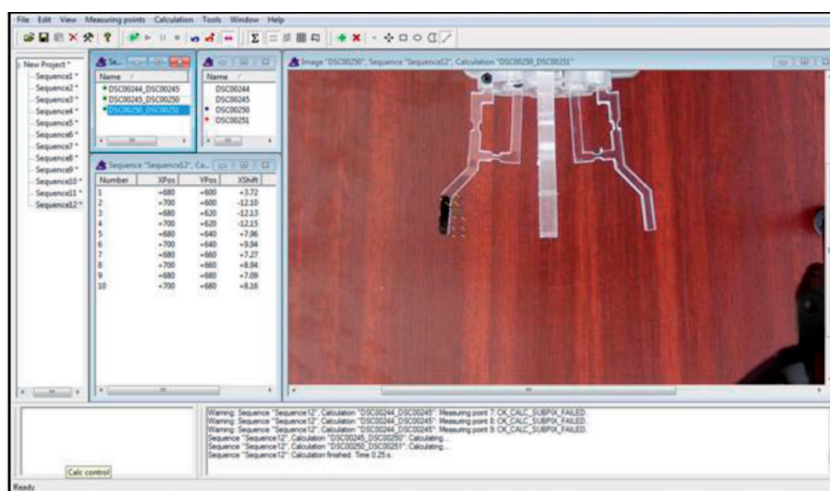 File Edit View Measuring points Calculation Tools Window Help
New Project *
Sequence1 *
Sequence2 *
Sequence3 *
Sequence4 *
Sequence5 *
Sequence6 *
Sequence7 *
Sequence8 *
Sequence9 *
Sequence10 *
Sequence11 *
Sequence12 *
Se...
Name /
DSC00244_DSC00245
DSC00245_DSC00250
DSC00250_DSC00251
Name /
DSC00244
DSC00245
DSC00250
DSC00251
Sequence "Sequence12", Ca...
Number XPos YPos XShift
1 +680 +600 +3.72
2 +700 +600 -12.10
3 +680 +620 -12.13
4 +700 +620 -12.15
5 +680 +640 +7.96
6 +700 +640 +9.94
7 +680 +660 +7.27
8 +700 +660 +8.94
9 +680 +680 +7.09
10 +700 +680 +8.16
Image "DSC00250", Sequence "Sequence12", Calculation "DSC00250_DSC00251"
Warning: Sequence "Sequence12", Calculation "DSC00244_DSC00245": Measuring point 7: CK_CALC_SUBPIX_FAILED.
Warning: Sequence "Sequence12", Calculation "DSC00244_DSC00245": Measuring point 8: CK_CALC_SUBPIX_FAILED.
Warning: Sequence "Sequence12", Calculation "DSC00244_DSC00245": Measuring point 9: CK_CALC_SUBPIX_FAILED.
Sequence "Sequence12", Calculation "DSC00245_DSC00250": Calculating...
Sequence "Sequence12", Calculation "DSC00250_DSC00251": Calculating...
Sequence "Sequence12": Calculation finished. Time 0.25 s.
Calc control
Ready